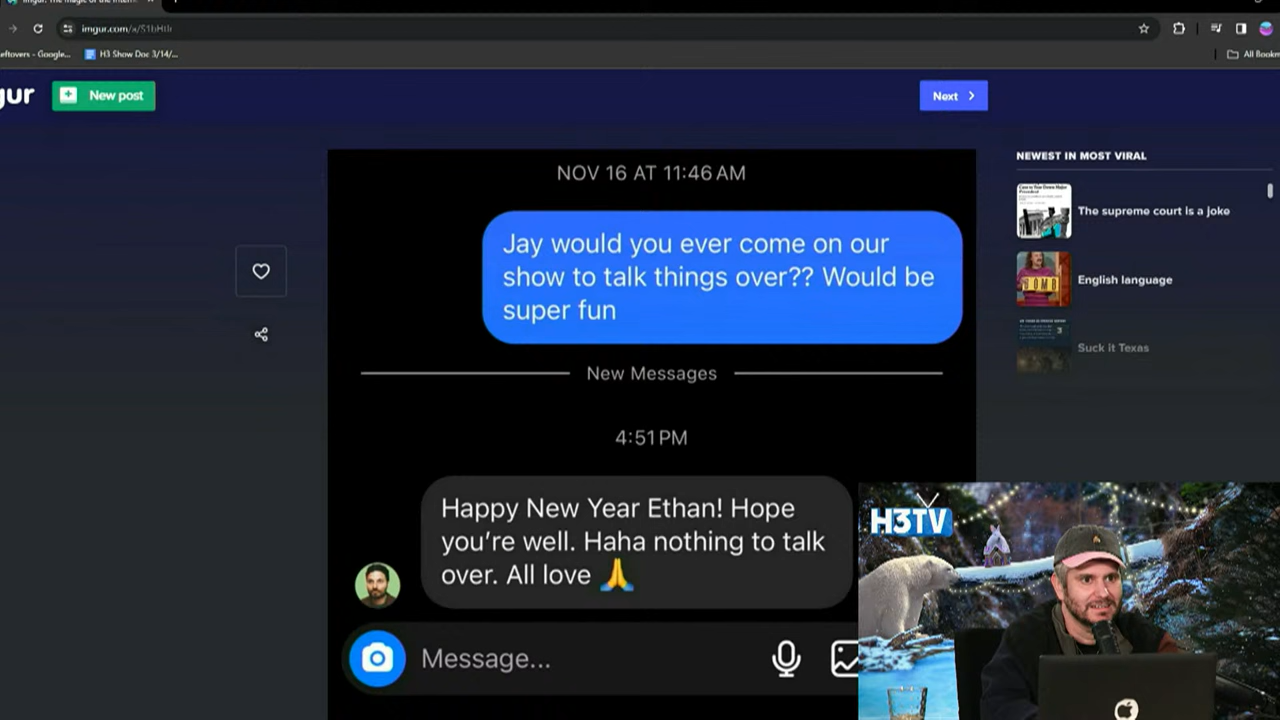 imgur.com/a/S1bHtlr
eftovers - Google...
H3 Show Doc 3/14/...
All Bookm
gur
New post
Next
NEWEST IN MOST VIRAL
The supreme court is a joke
English language
Suck it Texas
NOV 16 AT 11:46 AM
Jay would you ever come on our
show to talk things over?? Would be
super fun
New Messages
4:51 PM
Happy New Year Ethan! Hope
you’re well. Haha nothing to talk
over. All love 🙏
Message...
H3TV